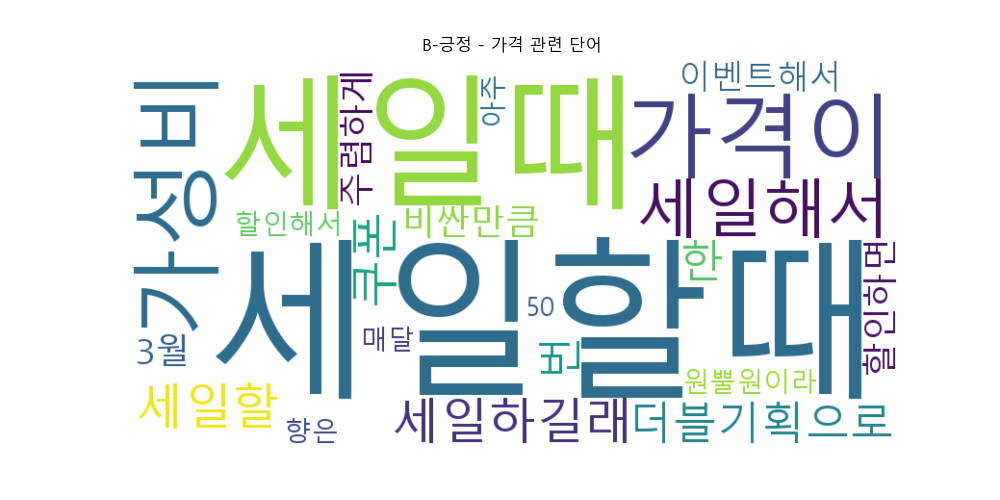 B-긍정 - 가격 관련 단어
이벤트해서
가성비
세일때
주렴하게
아주
가격이
세일해서
할인해서
쿠폰
비싼만큼
한
세일할때
50
할인하면
3월
매달
번
원뿔원이라
세일할
향은
세일하길래
더블기획으로